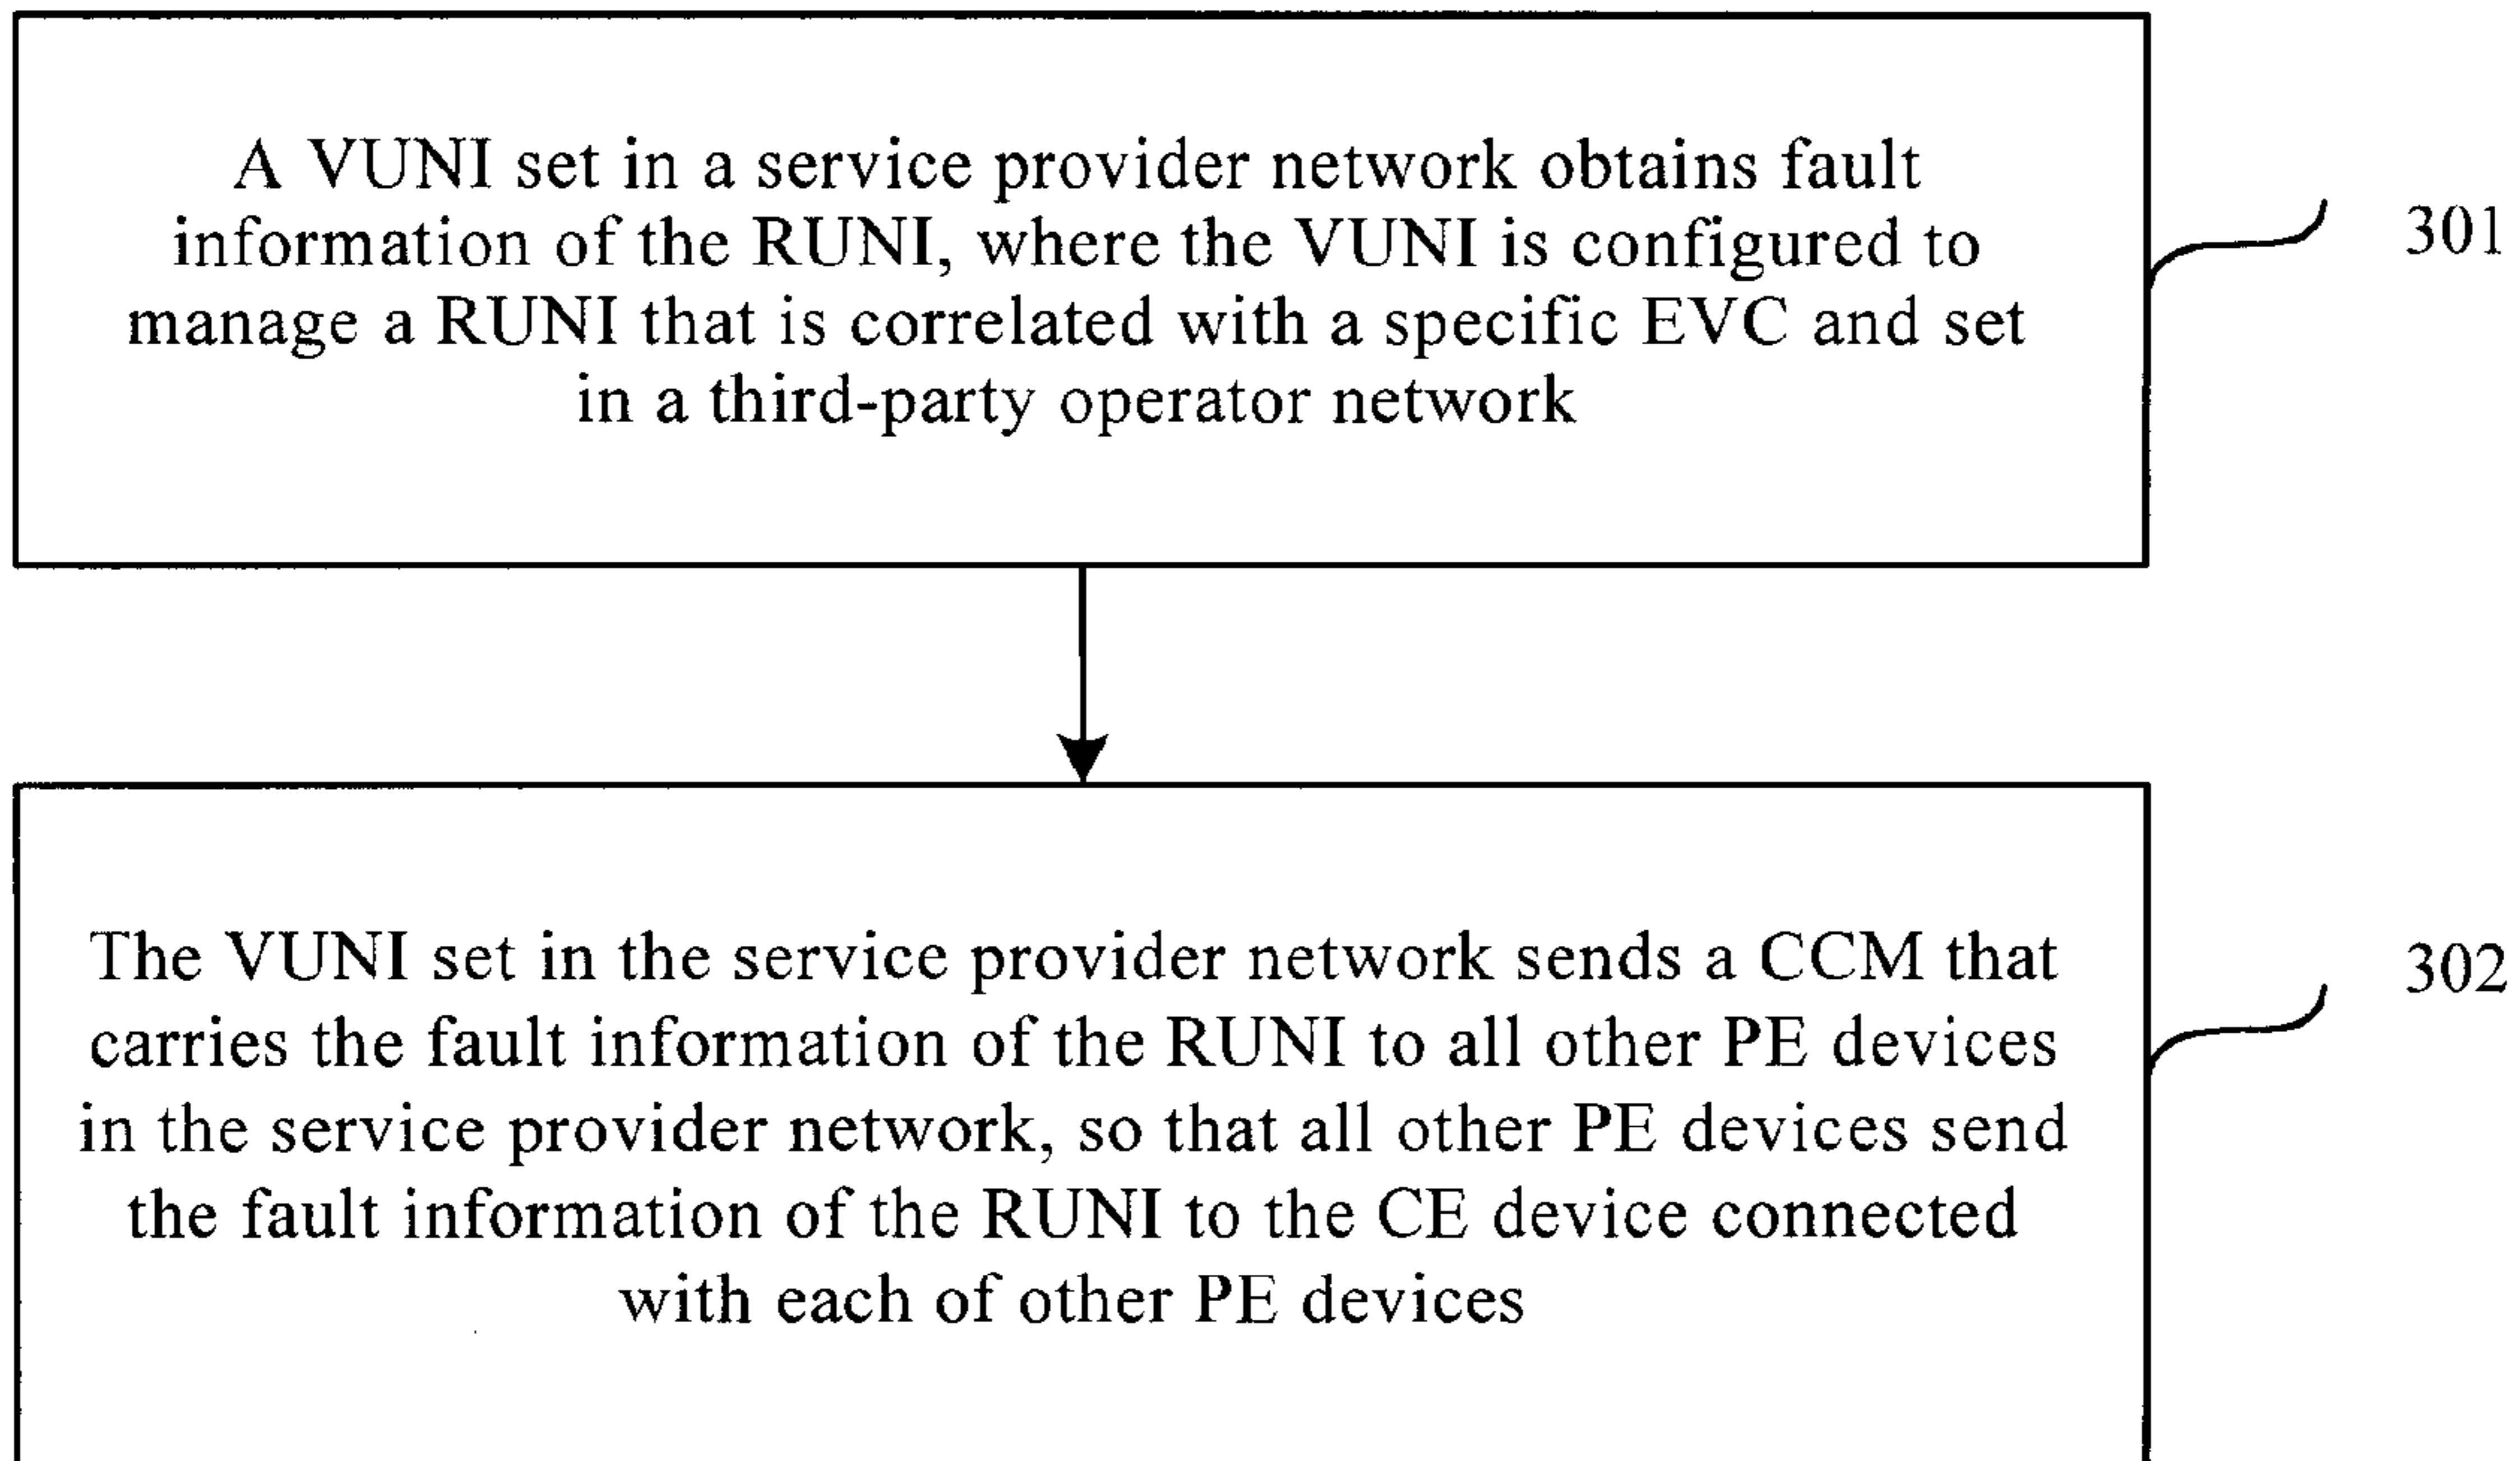 A VUNI set in a service provider network obtains fault
information of the RUNI, where the VUNI is configured to
manage a RUNI that is correlated with a specific EVC and set
in a third-party operator network
301
The VUNI set in the service provider network sends a CCM that
carries the fault information of the RUNI to all other PE devices
in the service provider network, so that all other PE devices send
the fault information of the RUNI to the CE device connected
with each of other PE devices
302